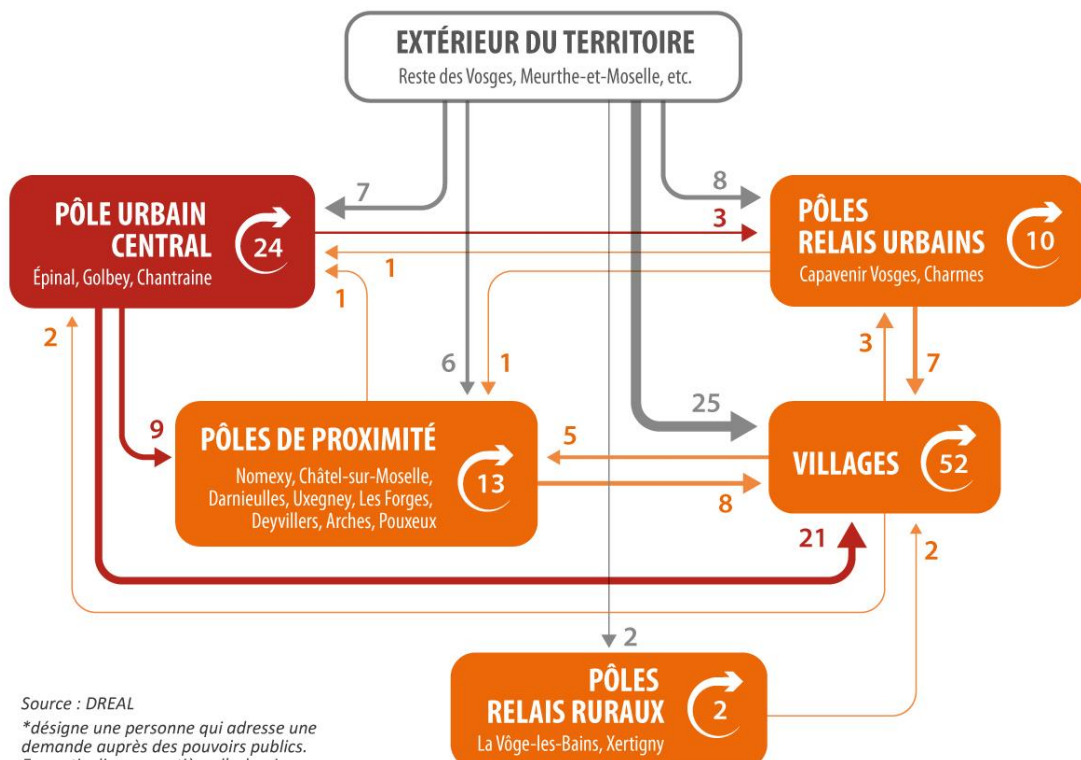 EXTÉRIEUR DU TERRITOIRE
Reste des Vosges, Meurthe-et-Moselle, etc.
7
8
3
PÔLE URBAIN
CENTRAL
Épinal, Golbey, Chantraine
24
PÔLES
RELAIS URBAINS
Capavenir Vosges, Charmes
10
1
1
2
6
1
3
7
25
9
PÔLES DE PROXIMITÉ
Nomexy, Châtel-sur-Moselle,
Darnieulles, Uxegney, Les Forges,
Deyvillers, Arches, Pouxeux
13
5
8
VILLAGES
52
21
2
2
PÔLES
RELAIS RURAUX
La Vôge-les-Bains, Xertigny
2
Source : DREAL
*désigne une personne qui adresse une
demande auprès des pouvoirs publics.